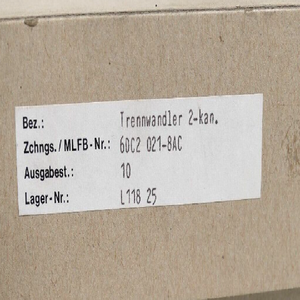 Bez.: Trennwandler 2-kan.
Zchngs. / MLFB-Nr.: 6DC2 021-8AC
Ausgabest.: 10
Lager-Nr.: L118 25